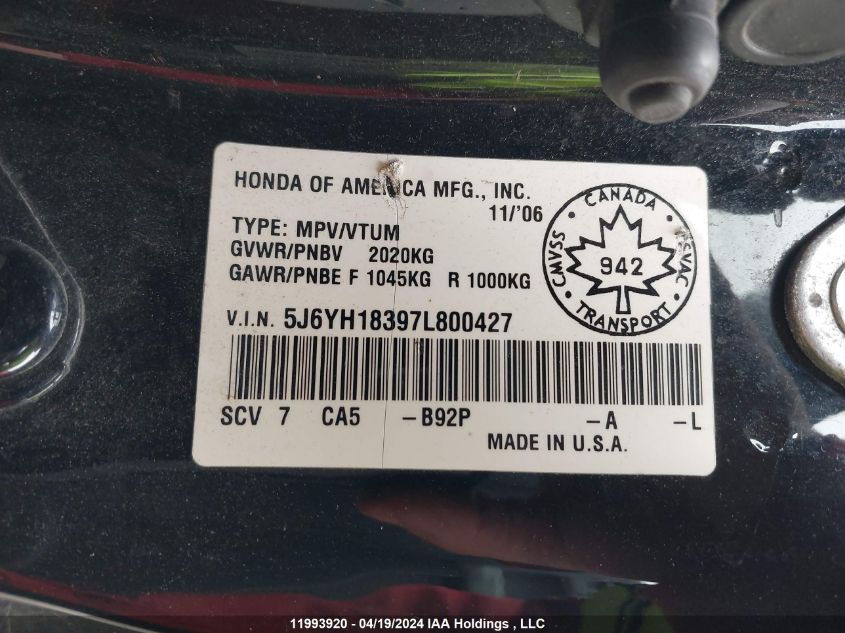 HONDA OF AMERICA MFG., INC.
11/'06
TYPE: MPV/VTUM
GVWR/PNBV 2020KG
GAWR/PNBE F 1045KG R 1000KG
CANADA
CMVSS
NSVAC
942
TRANSPORT
V.I.N. 5J6YH18397L800427
SCV 7 CA5 -B92P -A -L
MADE IN U.S.A.
11993920 - 04/19/2024 IAA Holdings , LLC